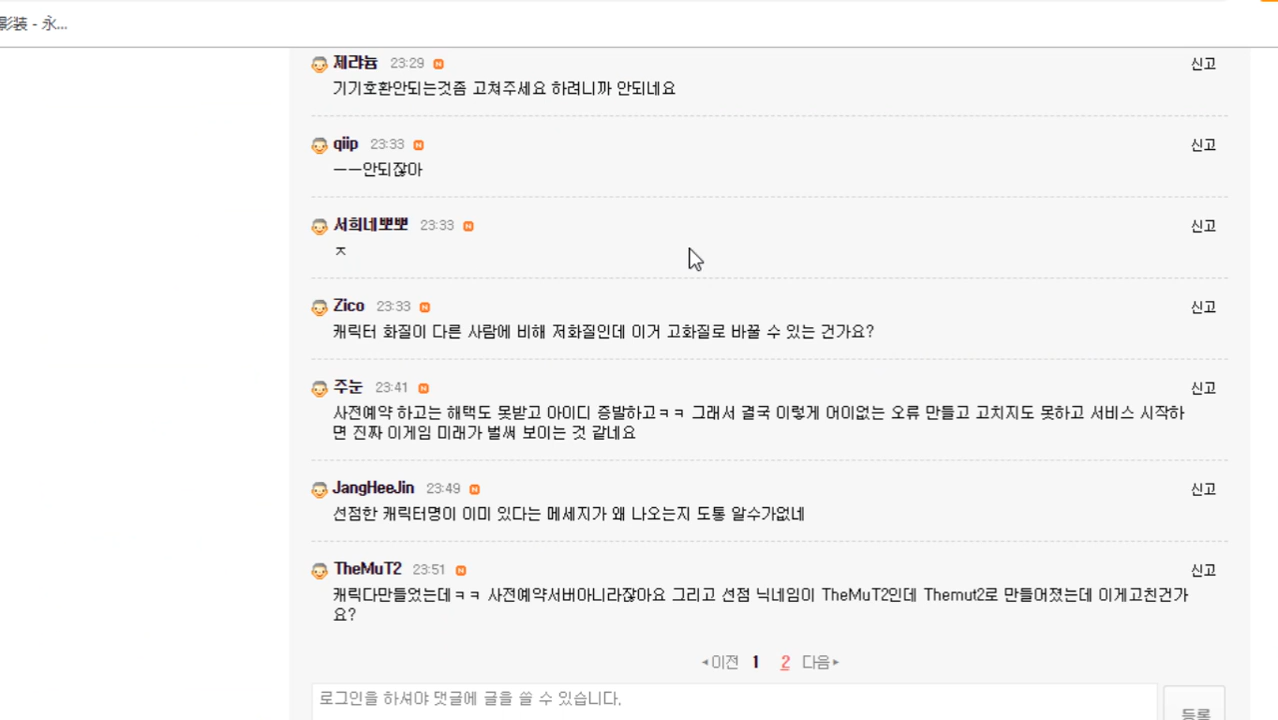 影装 - 永...
제랴늄 23:29 N 신고
기기호환안되는것좀 고쳐주세요 하려니까 안되네요
qiip 23:33 N 신고
ㅡㅡ안되잖아
서희네뽀뽀 23:33 N 신고
ㅈ
Zico 23:33 N 신고
캐릭터 화질이 다른 사람에 비해 저화질인데 이거 고화질로 바꿀 수 있는 건가요?
주눈 23:41 N 신고
사전예약 하고는 해택도 못받고 아이디 증발하고ㅋㅋ 그래서 결국 이렇게 어이없는 오류 만들고 고치지도 못하고 서비스 시작하
면 진짜 이게임 미래가 벌써 보이는 것 같네요
JangHeeJin 23:49 N 신고
선점한 캐릭터명이 이미 있다는 메세지가 왜 나오는지 도통 알수가없네
TheMuT2 23:51 N 신고
캐릭다만들었는데ㅋㅋ 사전예약서버아니라잖아요 그리고 선점 닉네임이 TheMuT2인데 Themut2로 만들어졌는데 이게고친건가
요?
◂이전 1 2 다음▸
로그인을 하셔야 댓글에 글을 쓸 수 있습니다.
등록